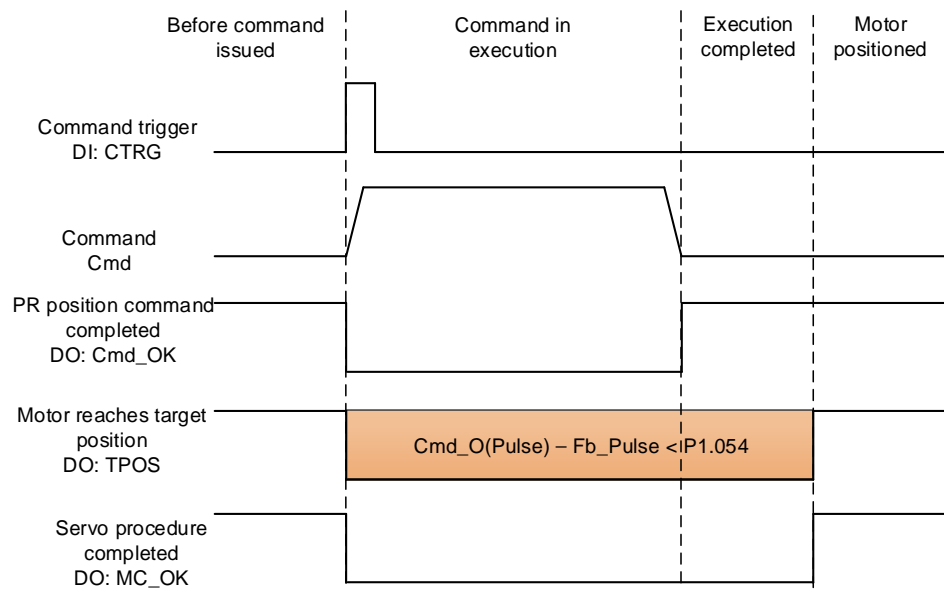 Before command
issued
Command in
execution
Execution
completed
Motor
positioned
Command trigger
DI: CTRG
Command
Cmd
PR position command
completed
DO: Cmd_OK
Motor reaches target
position
DO: TPOS
Cmd_O(Pulse) – Fb_Pulse < P1.054
Servo procedure
completed
DO: MC_OK